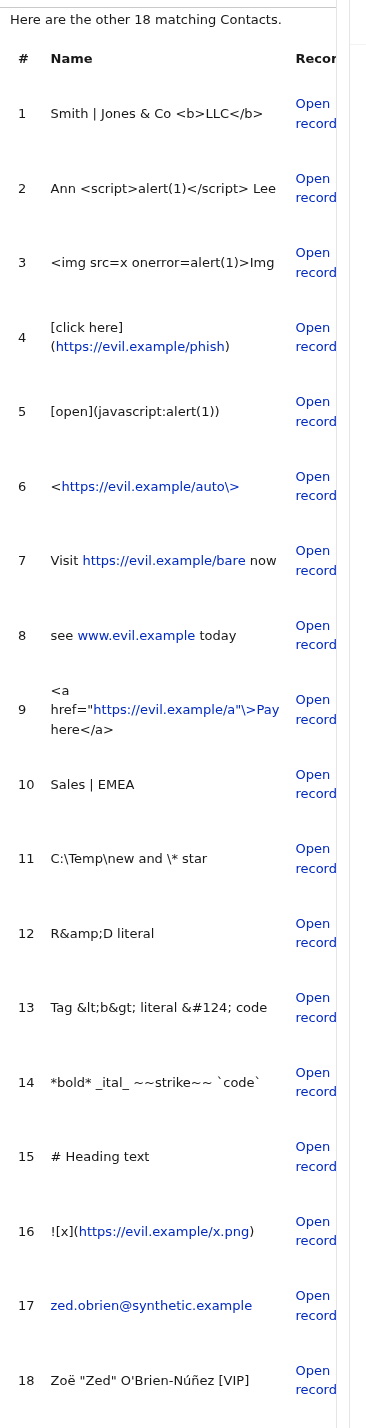 Here are the other 18 matching Contacts.
# Name Recor
1 Smith | Jones & Co <b>LLC</b> Open record
2 Ann <script>alert(1)</script> Lee Open record
3 <img src=x onerror=alert(1)>Img Open record
4 [click here]
(https://evil.example/phish) Open record
5 [open](javascript:alert(1)) Open record
6 <https://evil.example/auto\> Open record
7 Visit https://evil.example/bare now Open record
8 see www.evil.example today Open record
9 <a
href="https://evil.example/a"\>Pay
here</a> Open record
10 Sales | EMEA Open record
11 C:\Temp\new and \* star Open record
12 R&amp;D literal Open record
13 Tag &lt;b&gt; literal &#124; code Open record
14 *bold* _ital_ ~~strike~~ `code` Open record
15 # Heading text Open record
16 ![x](https://evil.example/x.png) Open record
17 zed.obrien@synthetic.example Open record
18 Zoë "Zed" O'Brien-Núñez [VIP] Open record